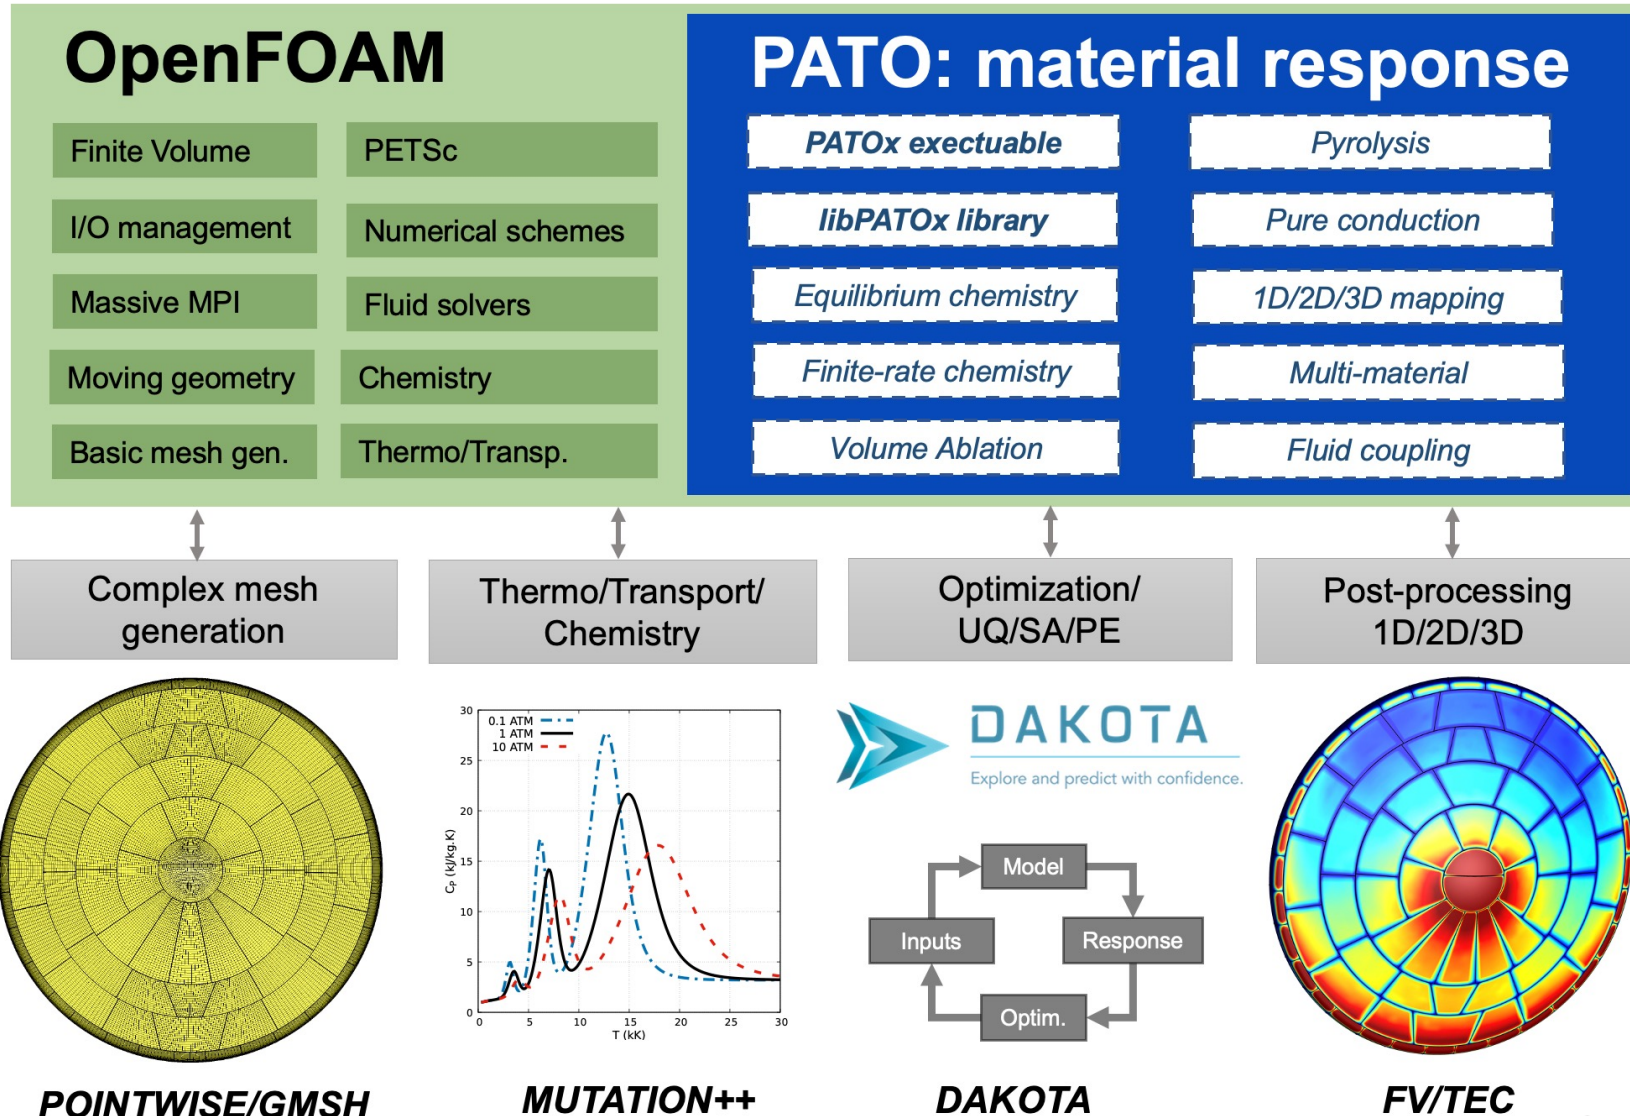 OpenFOAM
Finite Volume
I/O management
Massive MPI
Moving geometry
Basic mesh gen.
PETSc
Numerical schemes
Fluid solvers
Chemistry
Thermo/Transp.
PATO: material response
PATOx exectuable
libPATOx library
Equilibrium chemistry
Finite-rate chemistry
Volume Ablation
Pyrolysis
Pure conduction
1D/2D/3D mapping
Multi-material
Fluid coupling
Complex mesh
generation
Thermo/Transport/
Chemistry
Optimization/
UQ/SA/PE
Post-processing
1D/2D/3D
0.1 ATM
1 ATM
10 ATM
30
25
20
15
10
5
0
Cₚ (kJ/kg.K)
0 5 10 15 20 25 30
T (kK)
DAKOTA
Explore and predict with confidence.
Model
Inputs
Response
Optim.
POINTWISE/GMSH
MUTATION++
DAKOTA
FV/TEC